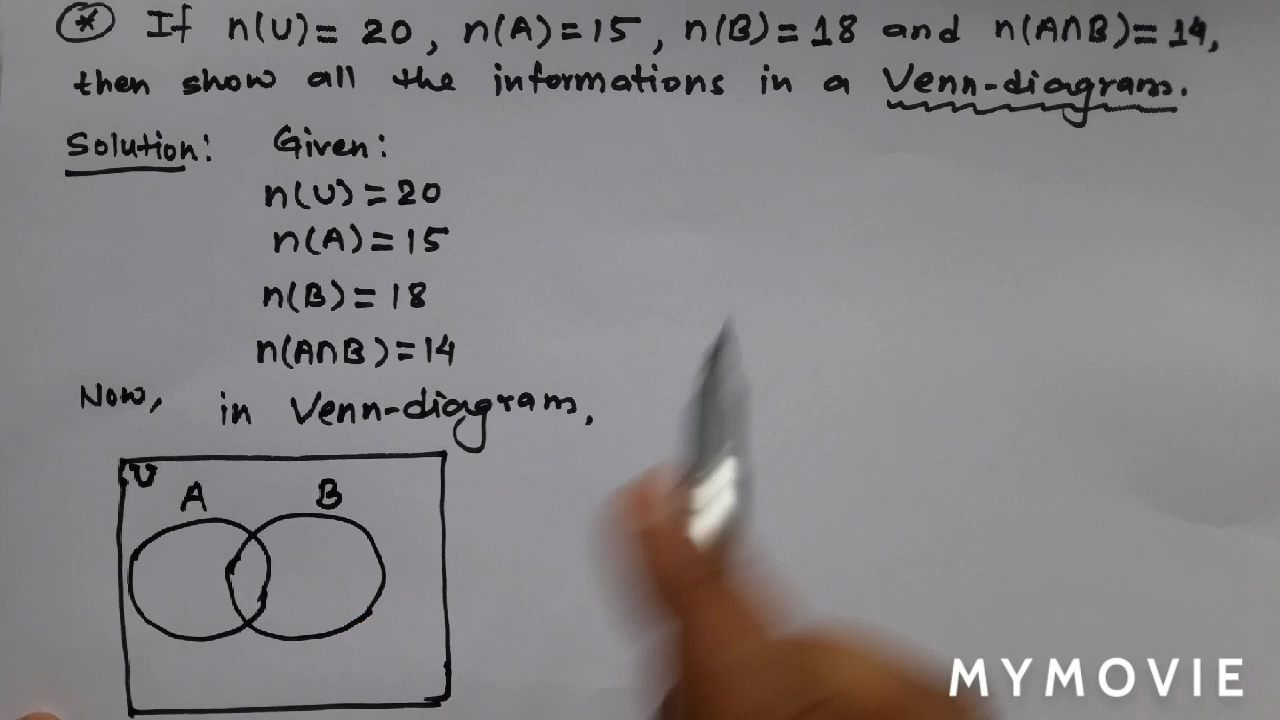 * If n(U) = 20, n(A) = 15, n(B) = 18 and n(A∩B) = 14,
then show all the informations in a Venn-diagram.
Solution: Given:
n(U) = 20
n(A) = 15
n(B) = 18
n(A∩B) = 14
Now, in Venn-diagram,
U
A B
MYMOVIE